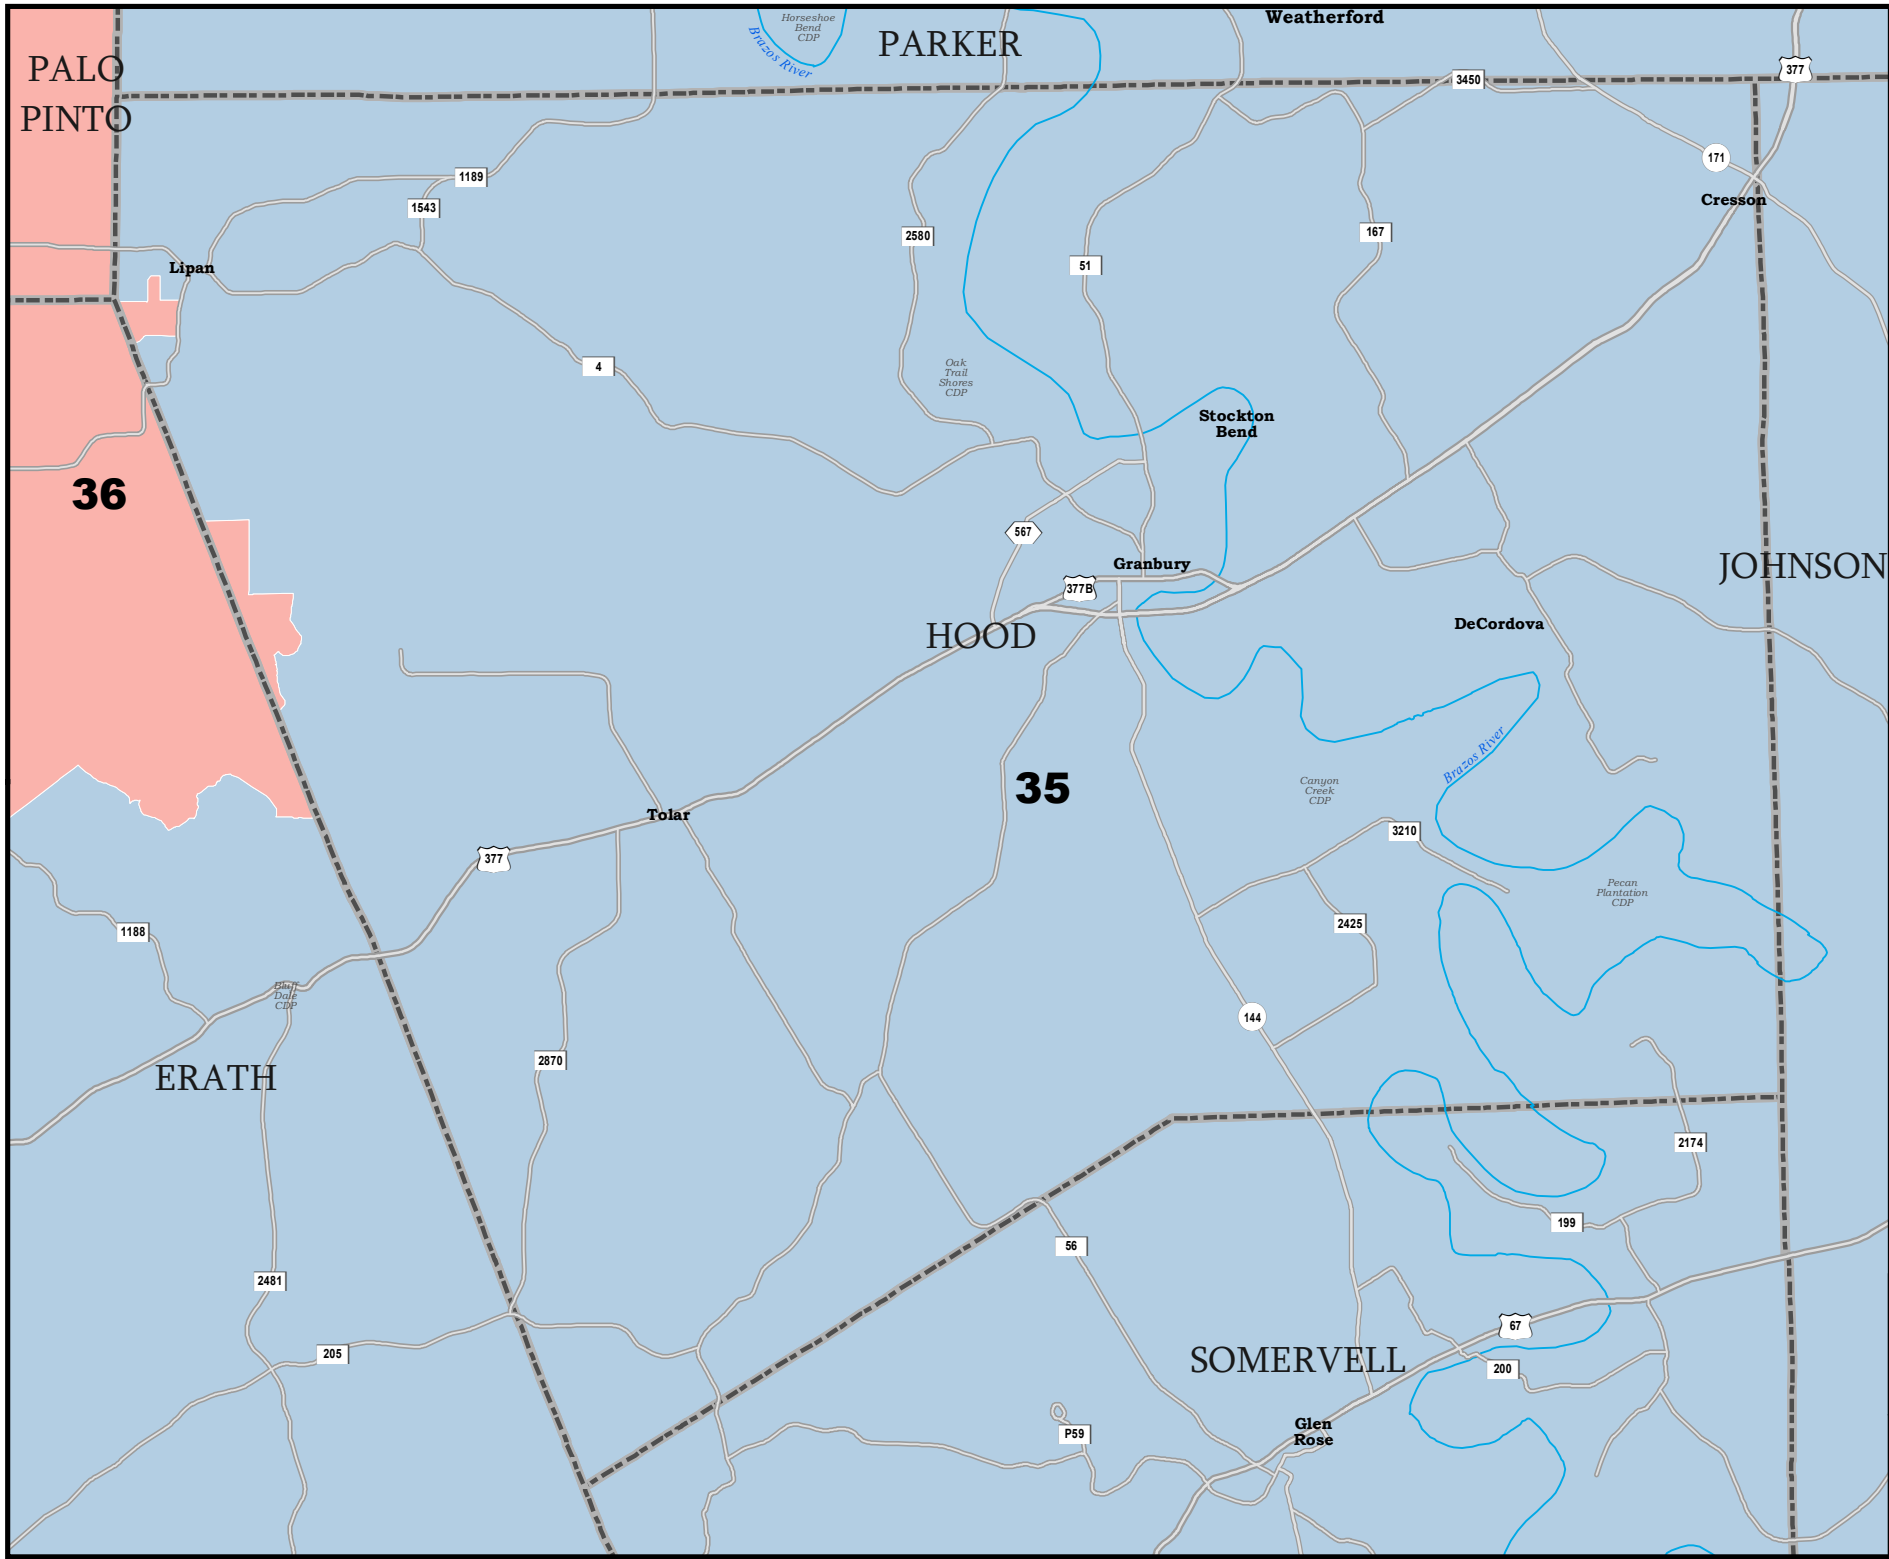 Horseshoe
Bend
CDP
Weatherford
Brazos River
PARKER
PALO
PINTO
377
3450
171
1189
Cresson
1543
2580
167
51
Lipan
4
Oak
Trail
Shores
CDP
Stockton
Bend
36
567
Granbury
JOHNSON
377B
DeCordova
HOOD
Brazos River
35
Canyon
Creek
CDP
Tolar
3210
377
Pecan
Plantation
CDP
2425
1188
Bluff
Dale
CDP
144
2870
ERATH
2174
199
56
2481
67
205
SOMERVELL
200
Glen
Rose
P59